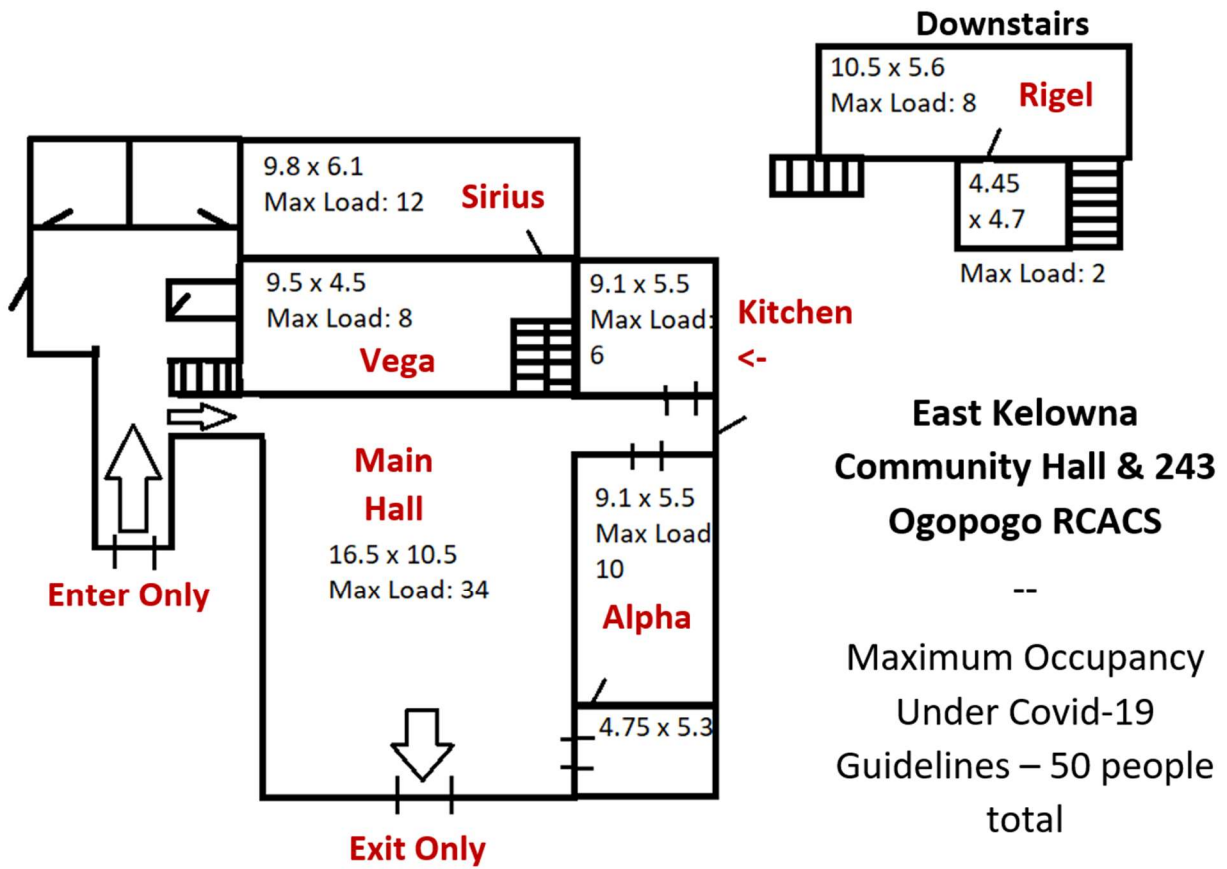 Downstairs
10.5 x 5.6
Max Load: 8
Rigel
4.45
x 4.7
Max Load: 2
9.8 x 6.1
Max Load: 12
Sirius
9.5 x 4.5
Max Load: 8
Vega
9.1 x 5.5
Max Load:
6
Kitchen
<-
Main
Hall
16.5 x 10.5
Max Load: 34
9.1 x 5.5
Max Load
10
Alpha
4.75 x 5.3
Enter Only
Exit Only
East Kelowna
Community Hall & 243
Ogopogo RCACS
--
Maximum Occupancy
Under Covid-19
Guidelines – 50 people
total